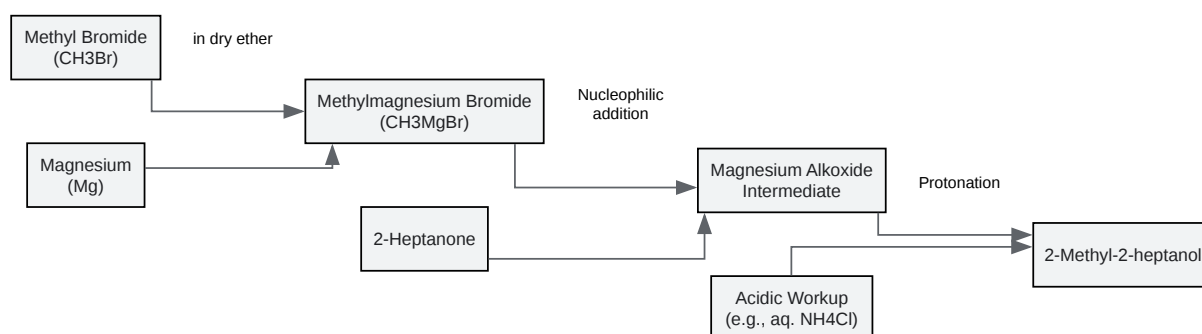 Methyl Bromide
(CH3Br)
in dry ether
Methylmagnesium Bromide
(CH3MgBr)
Nucleophilic
addition
Magnesium
(Mg)
Magnesium Alkoxide
Intermediate
Protonation
2-Heptanone
2-Methyl-2-heptanol
Acidic Workup
(e.g., aq. NH4Cl)